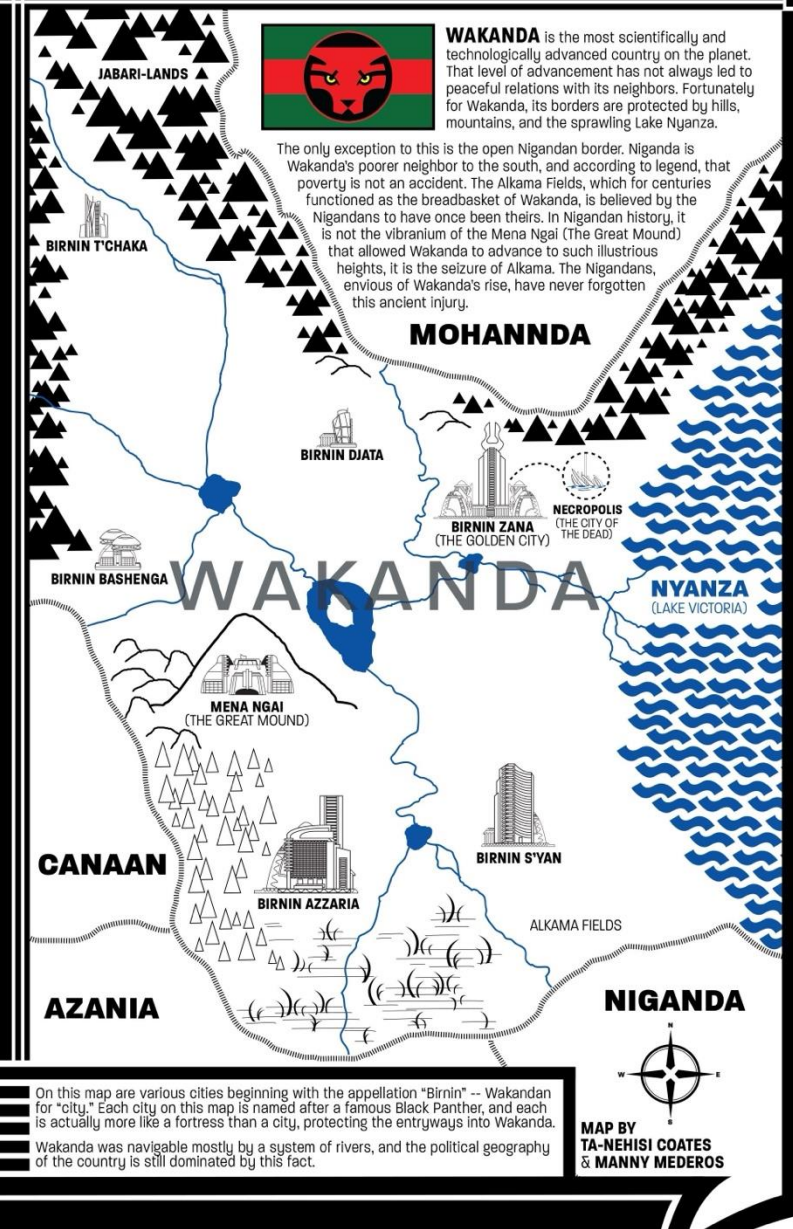 WAKANDA is the most scientifically and
technologically advanced country on the planet.
That level of advancement has not always led to
peaceful relations with its neighbors. Fortunately
for Wakanda, its borders are protected by hills,
mountains, and the sprawling Lake Nyanza.
The only exception to this is the open Nigandan border. Niganda is
Wakanda's poorer neighbor to the south, and according to legend, that
poverty is not an accident. The Alkama Fields, which for centuries
functioned as the breadbasket of Wakanda, is believed by the
Nigandans to have once been theirs. In Nigandan history, it
is not the vibranium of the Mena Ngai (The Great Mound)
that allowed Wakanda to advance to such illustrious
heights, it is the seizure of Alkama. The Nigandans,
envious of Wakanda's rise, have never forgotten
this ancient injury.
JABARI-LANDS
BIRNIN T'CHAKA
MOHANNDA
BIRNIN DJATA
BIRNIN ZANA
(THE GOLDEN CITY)
NECROPOLIS
(THE CITY OF
THE DEAD)
BIRNIN BASHENGA
WAKANDA
NYANZA
(LAKE VICTORIA)
MENA NGAI
(THE GREAT MOUND)
CANAAN
BIRNIN S'YAN
BIRNIN AZZARIA
ALKAMA FIELDS
AZANIA
NIGANDA
N
W
E
S
On this map are various cities beginning with the appellation "Birnin" -- Wakandan
for "city." Each city on this map is named after a famous Black Panther, and each
is actually more like a fortress than a city, protecting the entryways into Wakanda.
Wakanda was navigable mostly by a system of rivers, and the political geography
of the country is still dominated by this fact.
MAP BY
TA-NEHISI COATES
& MANNY MEDEROS